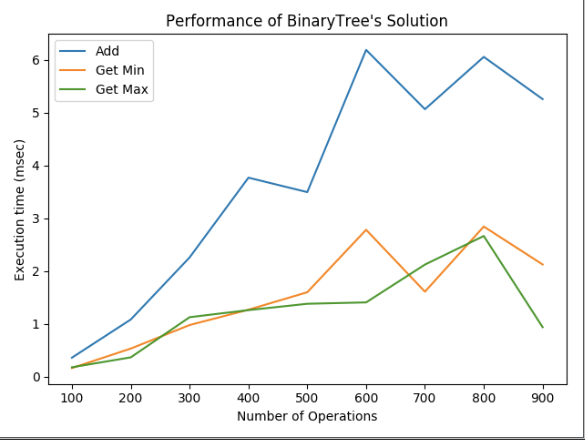 Performance of BinaryTree's Solution
Add
Get Min
Get Max
Execution time (msec)
6
5
4
3
2
1
0
100 200 300 400 500 600 700 800 900
Number of Operations